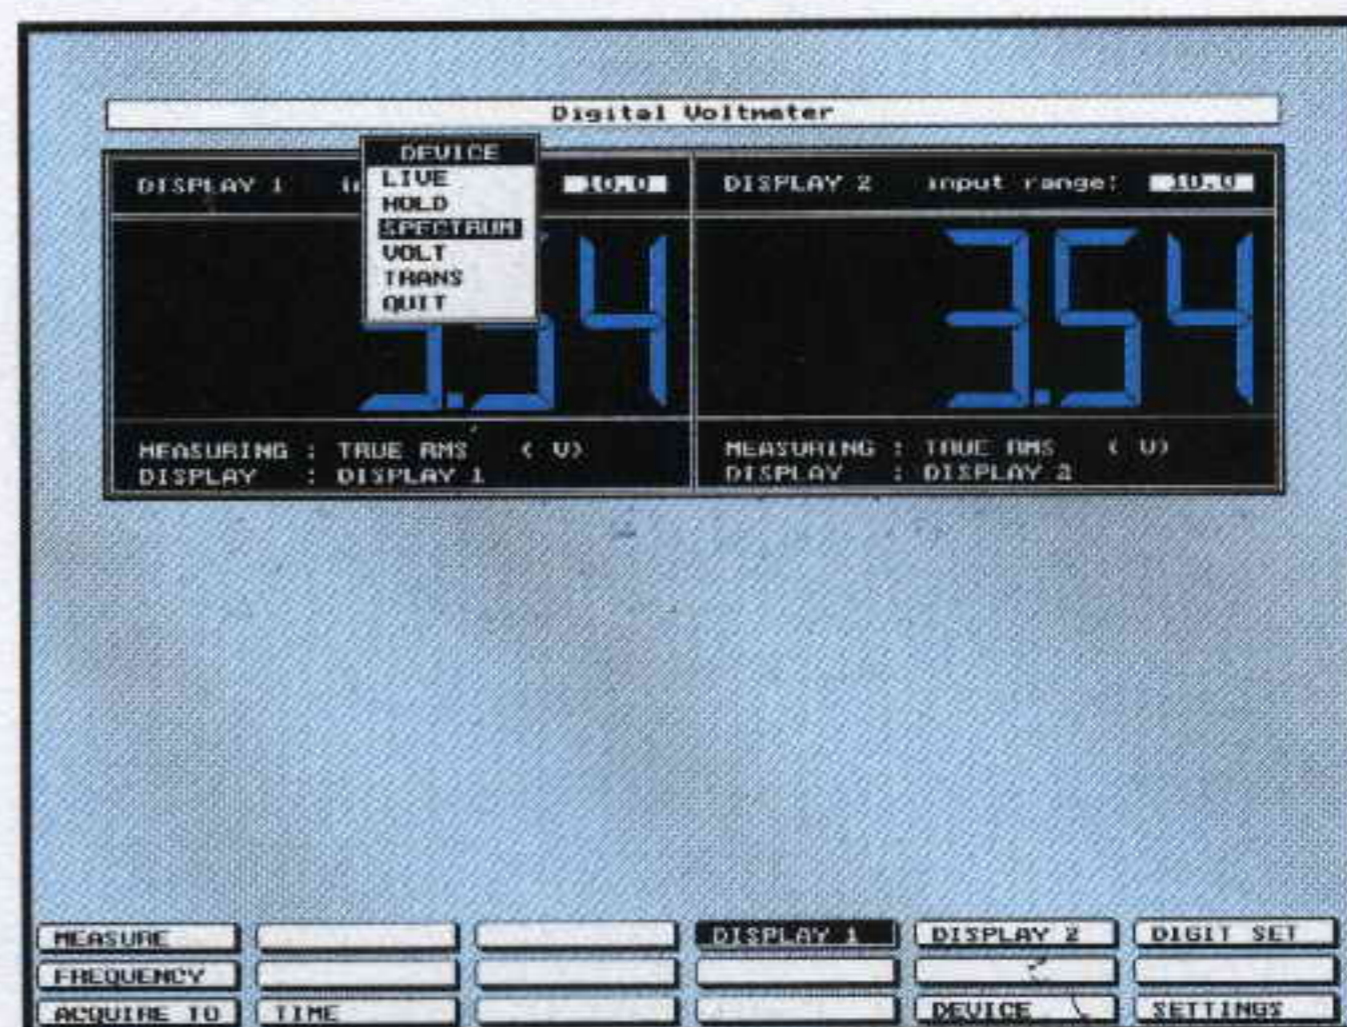 Digital Voltmeter
DEVICE
LIVE
HOLD
SPECTRUM
VOLT
TRANS
QUIT
DISPLAY 1 10.0
3.54
MEASURING : TRUE RMS ( V)
DISPLAY : DISPLAY 1
DISPLAY 2 input range: 10.0
3.54
MEASURING : TRUE RMS ( V)
DISPLAY : DISPLAY 2
MEASURE DISPLAY 1 DISPLAY 2 DIGIT SET
FREQUENCY
ACQUIRE TO TIME DEVICE SETTINGS